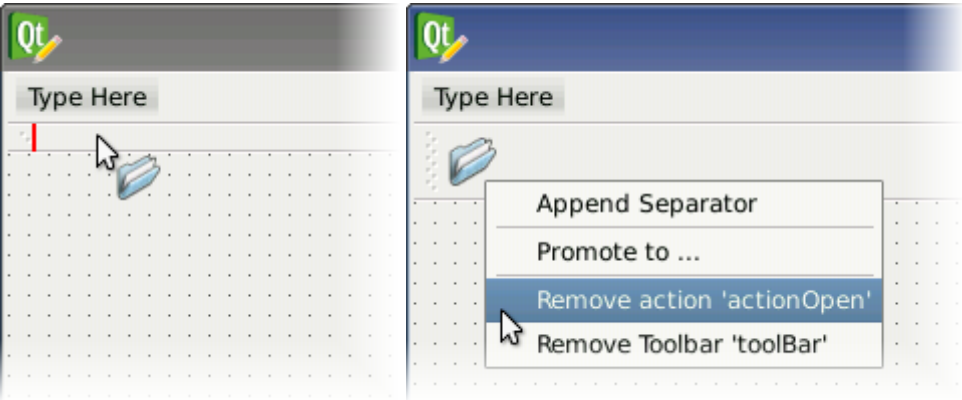 Qt
Type Here
Qt
Type Here
Append Separator
Promote to ...
Remove action 'actionOpen'
Remove Toolbar 'toolBar'